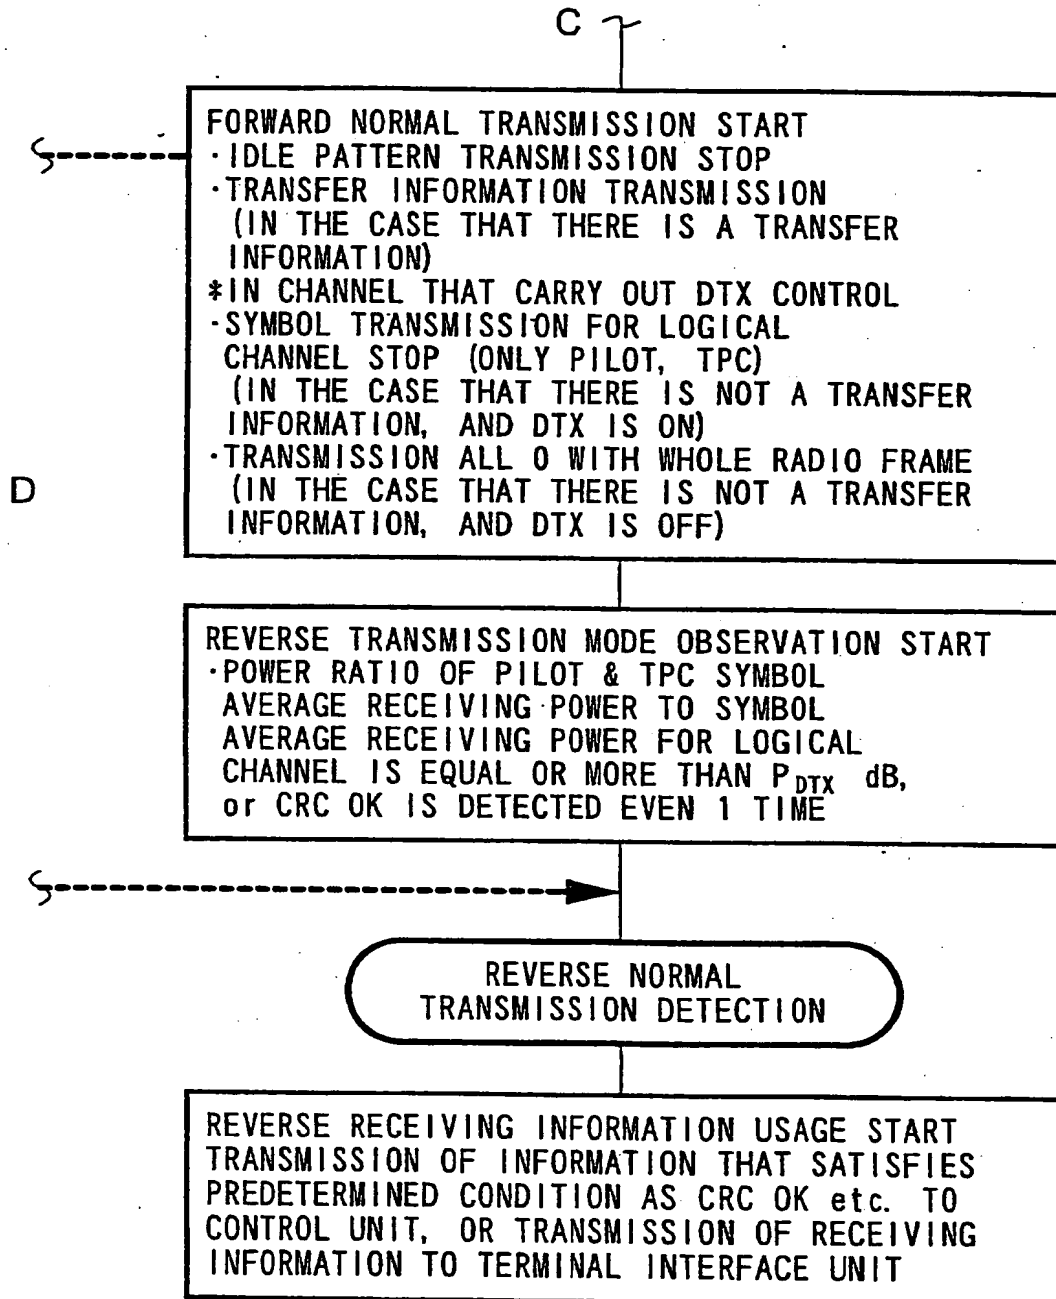 C
FORWARD NORMAL TRANSMISSION START
·IDLE PATTERN TRANSMISSION STOP
·TRANSFER INFORMATION TRANSMISSION
(IN THE CASE THAT THERE IS A TRANSFER
INFORMATION)
*IN CHANNEL THAT CARRY OUT DTX CONTROL
·SYMBOL TRANSMISSION FOR LOGICAL
CHANNEL STOP (ONLY PILOT, TPC)
(IN THE CASE THAT THERE IS NOT A TRANSFER
INFORMATION, AND DTX IS ON)
·TRANSMISSION ALL 0 WITH WHOLE RADIO FRAME
(IN THE CASE THAT THERE IS NOT A TRANSFER
INFORMATION, AND DTX IS OFF)
D
REVERSE TRANSMISSION MODE OBSERVATION START
·POWER RATIO OF PILOT & TPC SYMBOL
AVERAGE RECEIVING POWER TO SYMBOL
AVERAGE RECEIVING POWER FOR LOGICAL
CHANNEL IS EQUAL OR MORE THAN PDTX dB,
or CRC OK IS DETECTED EVEN 1 TIME
REVERSE NORMAL
TRANSMISSION DETECTION
REVERSE RECEIVING INFORMATION USAGE START
TRANSMISSION OF INFORMATION THAT SATISFIES
PREDETERMINED CONDITION AS CRC OK etc. TO
CONTROL UNIT, OR TRANSMISSION OF RECEIVING
INFORMATION TO TERMINAL INTERFACE UNIT